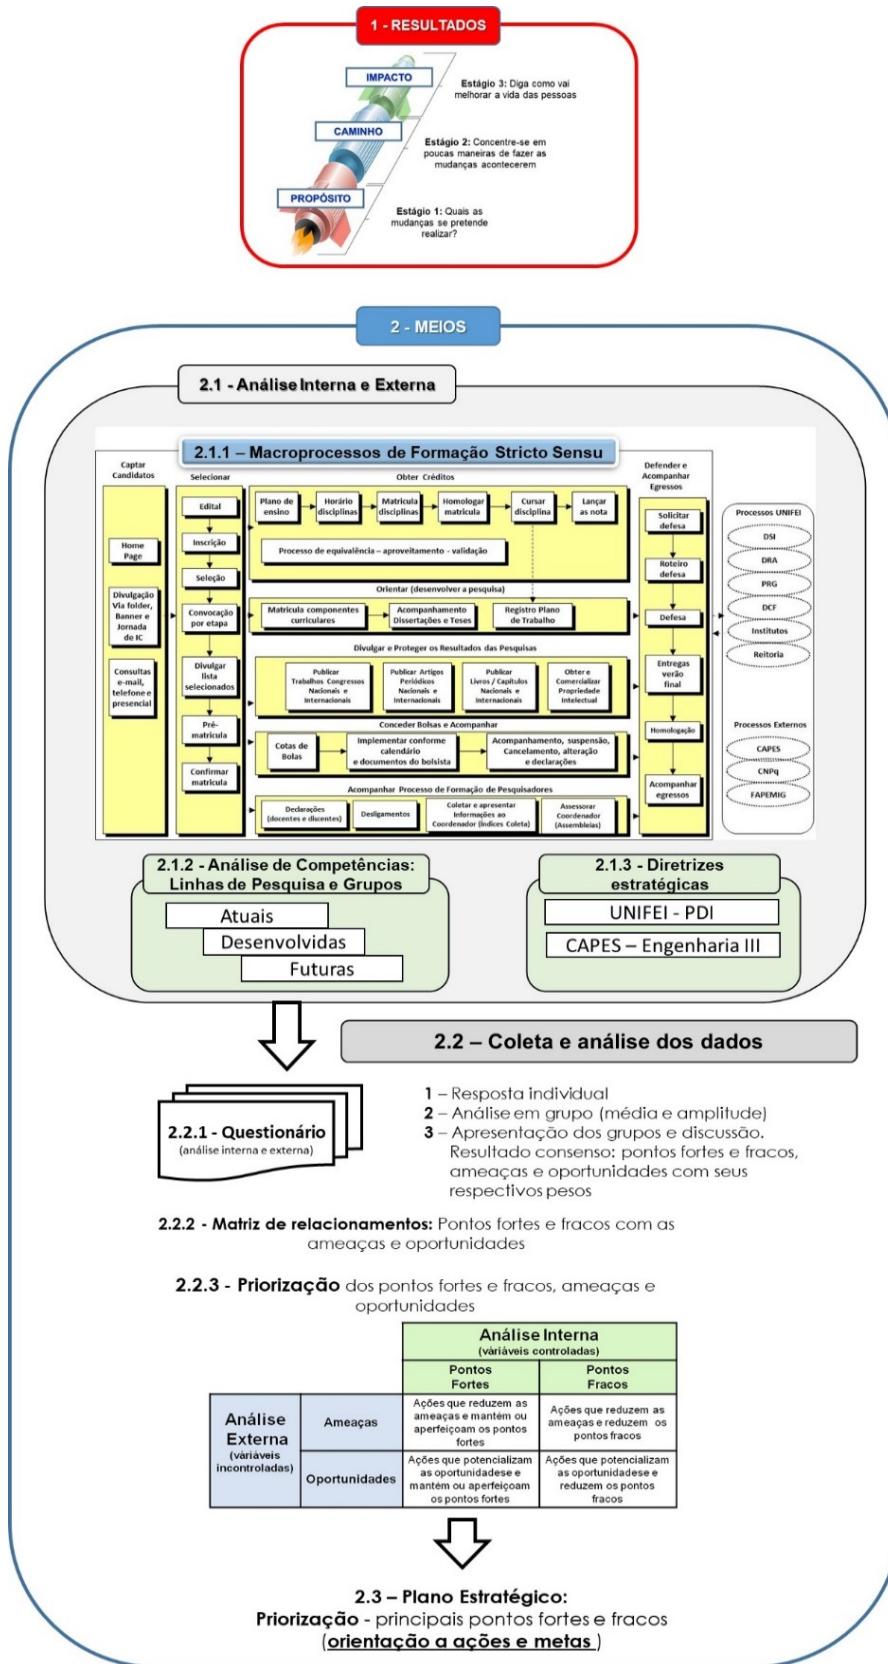 1 - RESULTADOS
IMPACTO
Estágio 3: Diga como vai
melhorar a vida das pessoas
CAMINHO
Estágio 2: Concentre-se em
poucas maneiras de fazer as
mudanças acontecerem
PROPÓSITO
Estágio 1: Quais as
mudanças se pretende
realizar?
2 - MEIOS
2.1 - Análise Interna e Externa
2.1.1 – Macroprocessos de Formação Stricto Sensu
Captar
Candidatos
Home
Page
Divulgação
Via folder,
Banner e
Jornada
de IC
Consultas
e-mail,
telefone e
presencial
Selecionar
Edital
Inscrição
Seleção
Convocação
por etapa
Divulgar
lista
selecionados
Pré-
matricula
Confirmar
matricula
Obter Créditos
Plano de
ensino
Horário
disciplinas
Matricula
disciplinas
Homologar
matricula
Cursar
disciplina
Lançar
as nota
Processo de equivalência – aproveitamento - validação
Orientar (desenvolver a pesquisa)
Matricula componentes
curriculares
Acompanhamento
Dissertações e Teses
Registro Plano
de Trabalho
Divulgar e Proteger os Resultados das Pesquisas
Publicar
Trabalhos Congressos
Nacionais e
Internacionais
Publicar Artigos
Periódicos
Nacionais e
Internacionais
Publicar
Livros / Capítulos
Nacionais e
Internacionais
Obter e
Comercializar
Propriedade
Intelectual
Conceder Bolsas e Acompanhar
Cotas de
Bolas
Implementar conforme
calendário
e documentos do bolsista
Acompanhamento, suspensão,
Cancelamento, alteração
e declarações
Acompanhar Processo de Formação de Pesquisadores
Declarações
(docentes e discentes)
Desligamentos
Coletar e apresentar
Informações ao
Coordenador (Índices Coleta)
Assessorar
Coordenador
(Assembleias)
Defender e
Acompanhar
Egressos
Solicitar
defesa
Roteiro
defesa
Defesa
Entregas
verão
final
Homologação
Acompanhar
egressos
Processos UNIFEI
DSI
DRA
PRG
DCF
Institutos
Reitoria
Processos Externos
CAPES
CNPq
FAPEMIG
2.1.2 - Análise de Competências:
Linhas de Pesquisa e Grupos
Atuais
Desenvolvidas
Futuras
2.1.3 - Diretrizes
estratégicas
UNIFEI - PDI
CAPES – Engenharia III
2.2 – Coleta e análise dos dados
2.2.1 - Questionário
(análise interna e externa)
1 – Resposta individual
2 – Análise em grupo (média e amplitude)
3 – Apresentação dos grupos e discussão.
Resultado consenso: pontos fortes e fracos,
ameaças e oportunidades com seus
respectivos pesos
2.2.2 - Matriz de relacionamentos: Pontos fortes e fracos com as
ameaças e oportunidades
2.2.3 - Priorização dos pontos fortes e fracos, ameaças e
oportunidades
Análise Interna
(váriáveis controladas)
Pontos
Fortes
Pontos
Fracos
Análise
Externa
(váriáveis
incontroladas)
Ameaças
Ações que reduzem as
ameaças e mantém ou
aperfeiçoam os pontos
fortes
Ações que reduzem as
ameaças e reduzem os
pontos fracos
Oportunidades
Ações que potencializam
as oportunidadese e
mantém ou aperfeiçoam
os pontos fortes
Ações que potencializam
as oportunidadese e
reduzem os pontos
fracos
2.3 – Plano Estratégico:
Priorização - principais pontos fortes e fracos
(orientação a ações e metas )